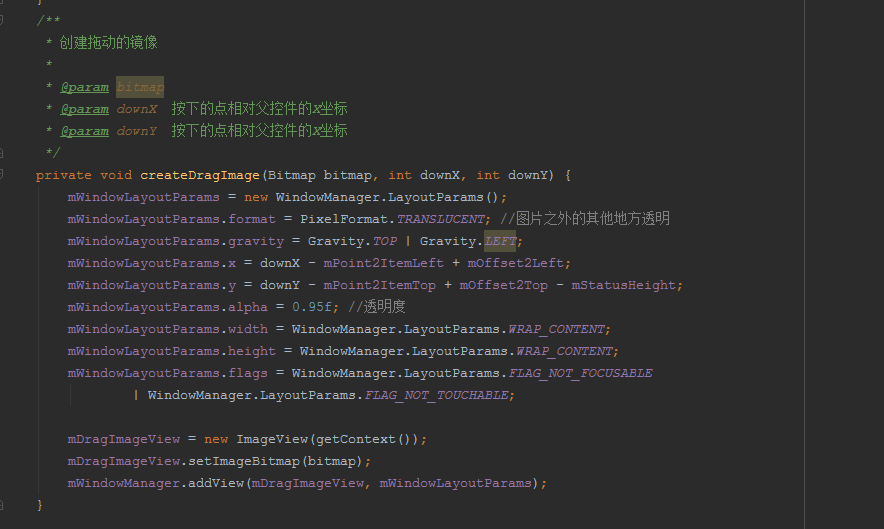 }
/**
 * 创建拖动的镜像
 *
 * @param bitmap
 * @param downX  按下的点相对父控件的X坐标
 * @param downY  按下的点相对父控件的X坐标
 */
private void createDragImage(Bitmap bitmap, int downX, int downY) {
    mWindowLayoutParams = new WindowManager.LayoutParams();
    mWindowLayoutParams.format = PixelFormat.TRANSLUCENT; //图片之外的其他地方透明
    mWindowLayoutParams.gravity = Gravity.TOP | Gravity.LEFT;
    mWindowLayoutParams.x = downX - mPoint2ItemLeft + mOffset2Left;
    mWindowLayoutParams.y = downY - mPoint2ItemTop + mOffset2Top - mStatusHeight;
    mWindowLayoutParams.alpha = 0.95f; //透明度
    mWindowLayoutParams.width = WindowManager.LayoutParams.WRAP_CONTENT;
    mWindowLayoutParams.height = WindowManager.LayoutParams.WRAP_CONTENT;
    mWindowLayoutParams.flags = WindowManager.LayoutParams.FLAG_NOT_FOCUSABLE
            | WindowManager.LayoutParams.FLAG_NOT_TOUCHABLE;
    mDragImageView = new ImageView(getContext());
    mDragImageView.setImageBitmap(bitmap);
    mWindowManager.addView(mDragImageView, mWindowLayoutParams);
}